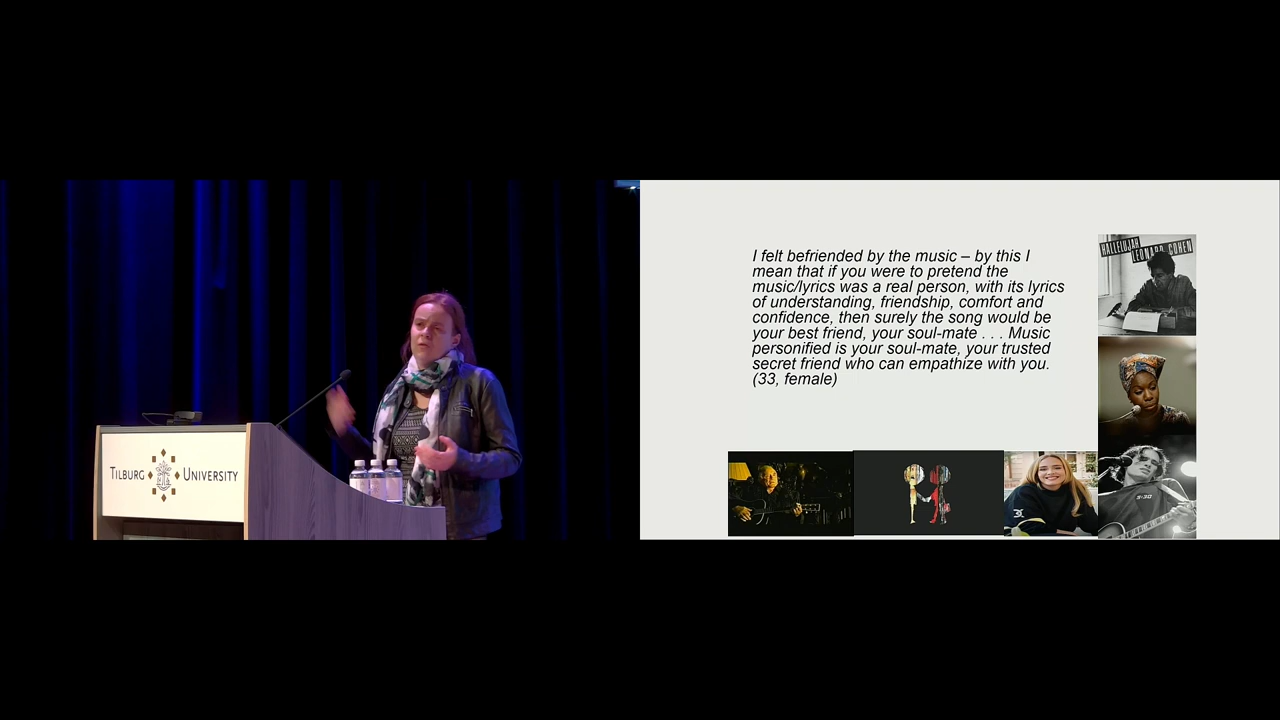 TILBURG UNIVERSITY
I felt befriended by the music – by this I
mean that if you were to pretend the
music/lyrics was a real person, with its lyrics
of understanding, friendship, comfort and
confidence, then surely the song would be
your best friend, your soul-mate . . . Music
personified is your soul-mate, your trusted
secret friend who can empathize with you.
(33, female)
HALLELUJAH
LEONARD COHEN